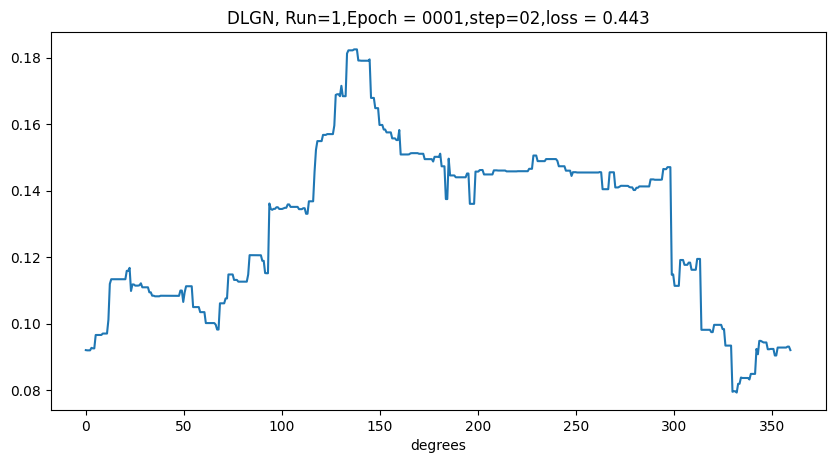 DLGN, Run=1,Epoch = 0001,step=02,loss = 0.443
0.18
0.16
0.14
0.12
0.10
0.08
0 50 100 150 200 250 300 350
degrees